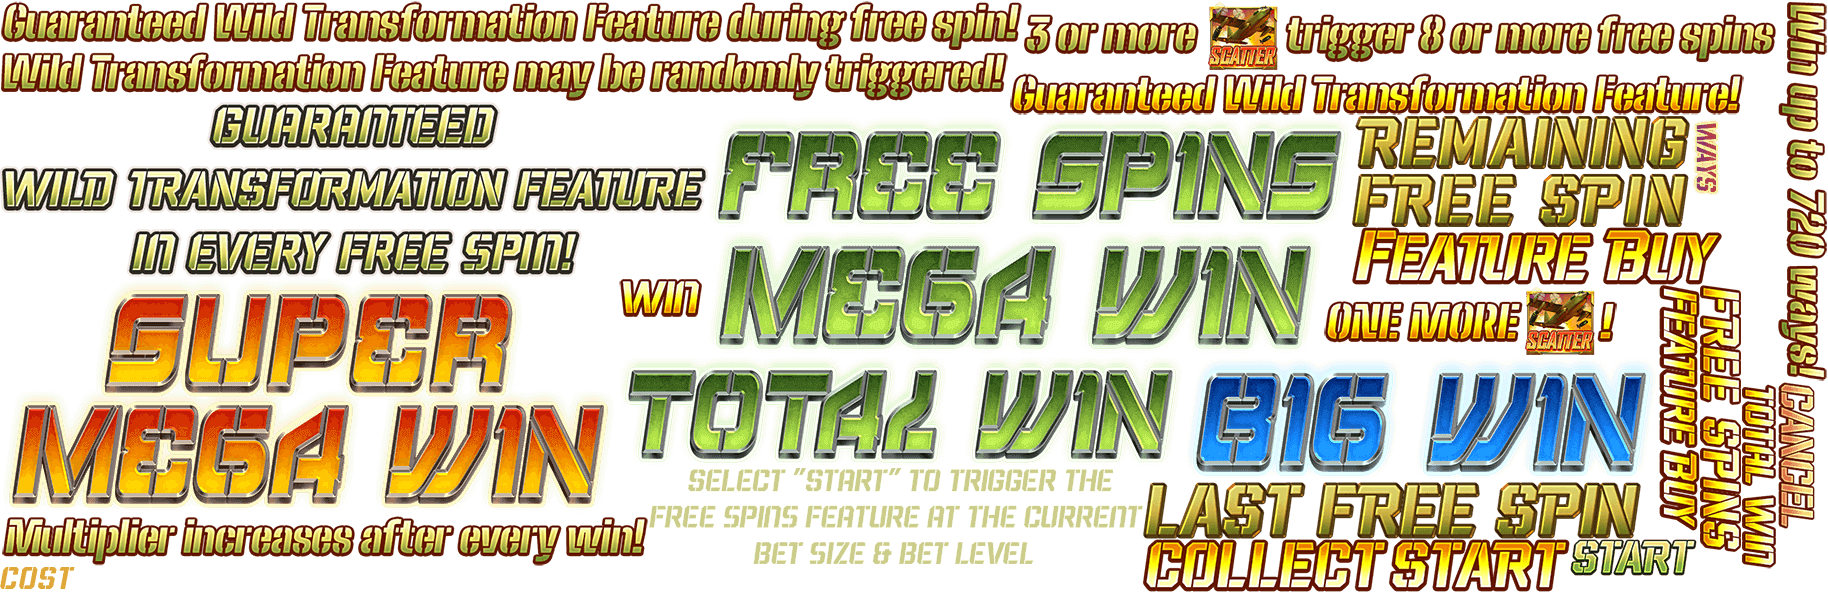 Guaranteed Wild Transformation Feature during free spin!
Wild Transformation Feature may be randomly triggered!
3 or more SCATTER trigger 8 or more free spins
Guaranteed Wild Transformation Feature!
GUARANTEED
WILD TRANSFORMATION FEATURE
IN EVERY FREE SPIN!
FREE SPINS
REMAINING
FREE SPIN
WAYS
Win up to 720 ways!
FEATURE BUY
WIN
MEGA WIN
ONE MORE SCATTER !
SUPER
MEGA WIN
TOTAL WIN
BIG WIN
FEATURE BUY
FREE SPINS
TOTAL WIN
CANCEL
SELECT "START" TO TRIGGER THE
FREE SPINS FEATURE AT THE CURRENT
BET SIZE & BET LEVEL
LAST FREE SPIN
COLLECT START
START
Multiplier increases after every win!
COST